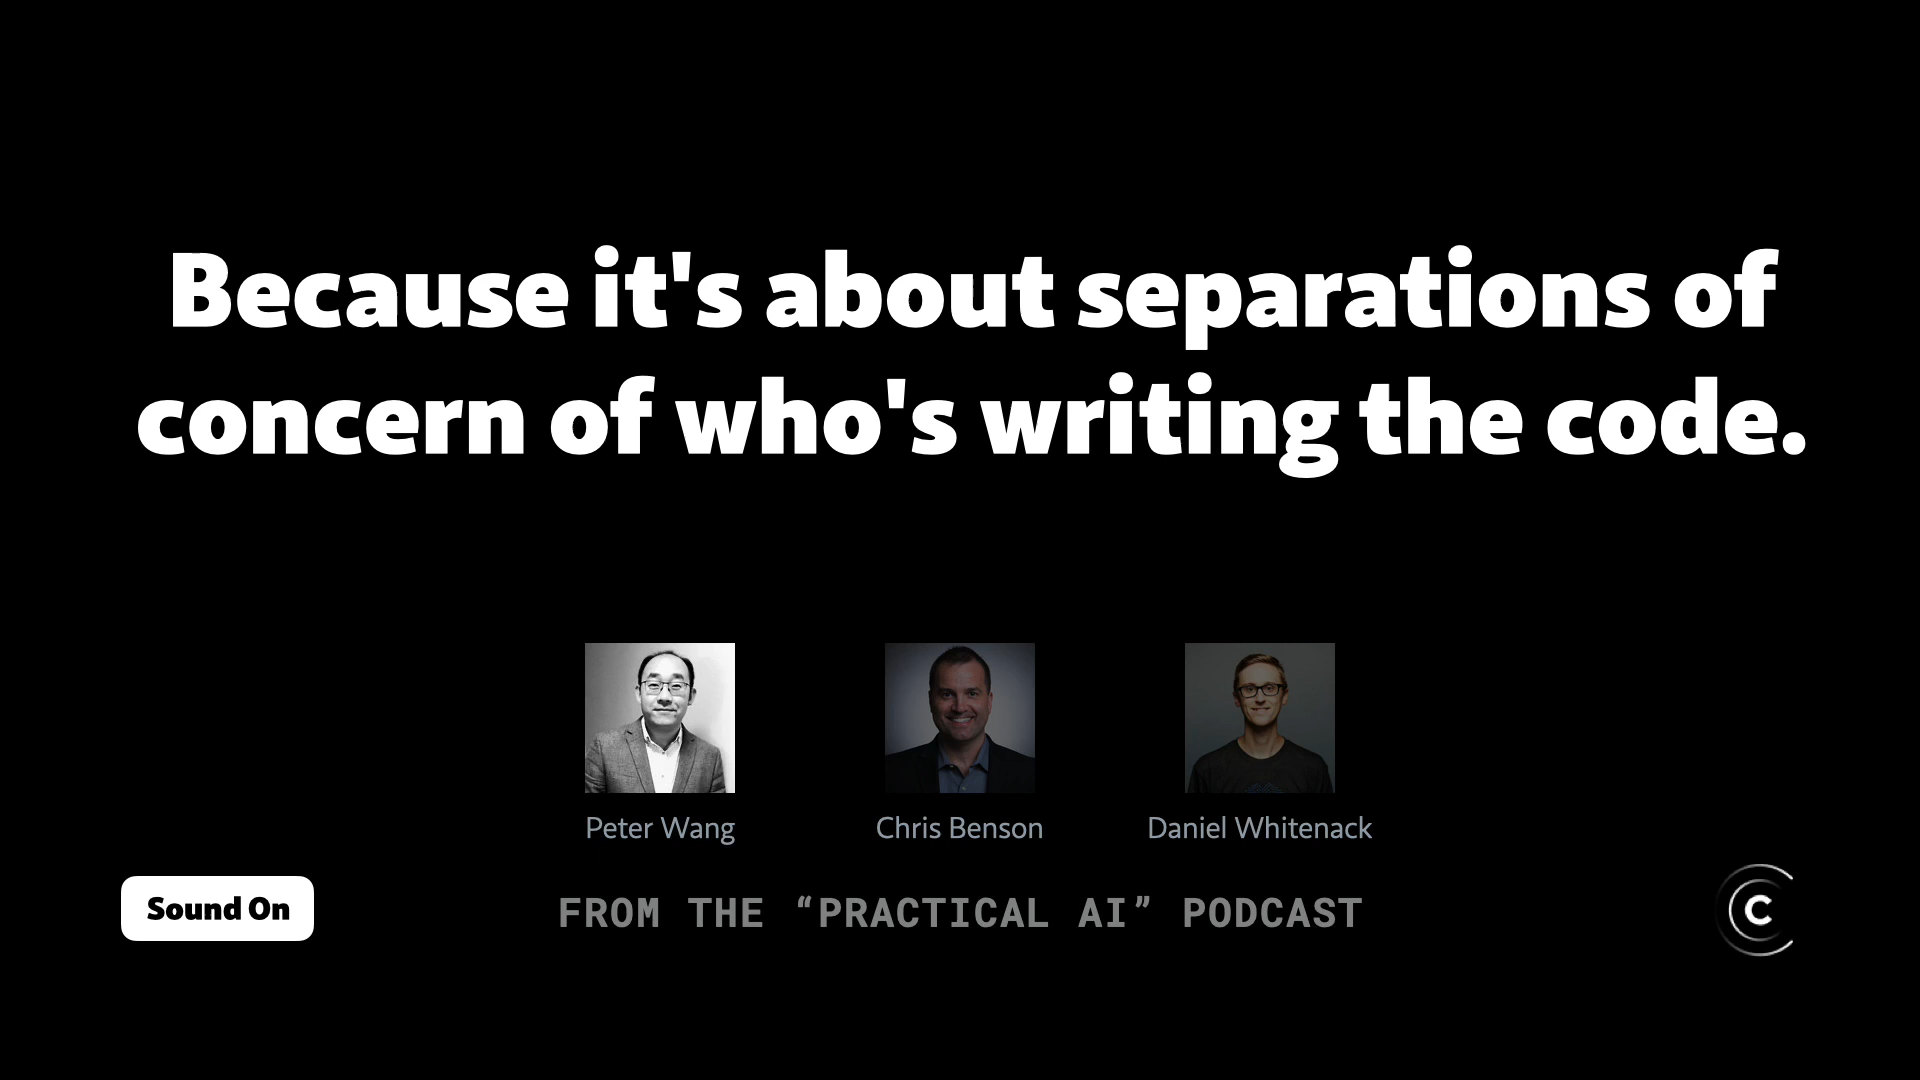 Because it's about separations of
concern of who's writing the code.
Peter Wang
Chris Benson
Daniel Whitenack
Sound On
FROM THE “PRACTICAL AI” PODCAST
C